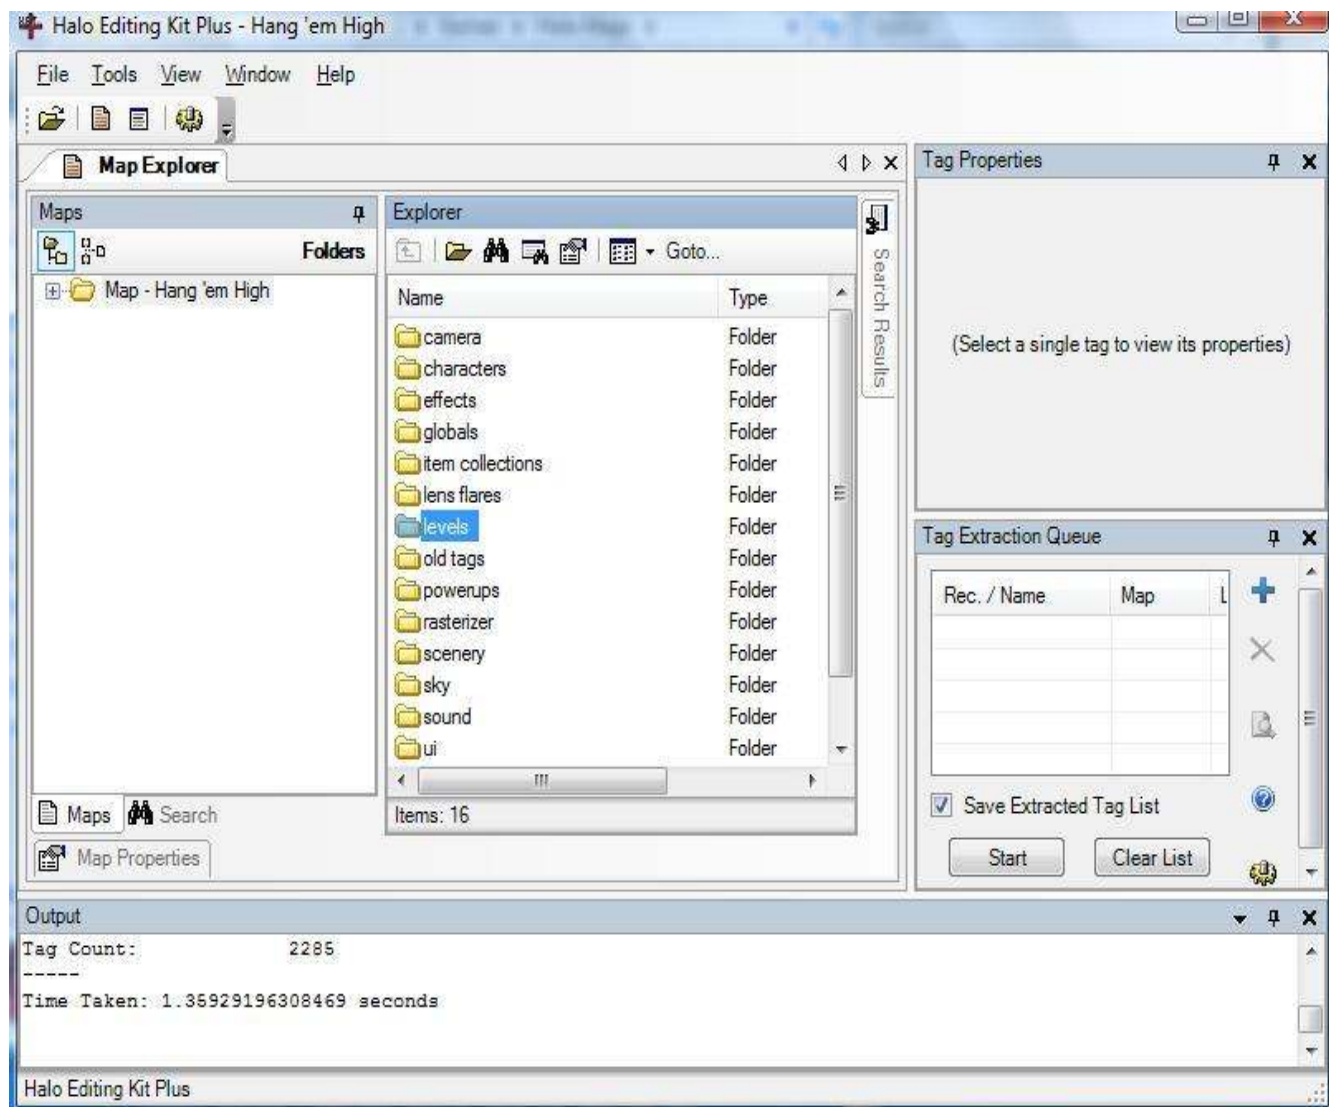 Halo Editing Kit Plus - Hang 'em High
File Tools View Window Help
Map Explorer
Maps
Folders
Map - Hang 'em High
Explorer
Goto...
Name Type
camera Folder
characters Folder
effects Folder
globals Folder
item collections Folder
lens flares Folder
levels Folder
old tags Folder
powerups Folder
rasterizer Folder
scenery Folder
sky Folder
sound Folder
ui Folder
Items: 16
Search Results
Maps Search
Map Properties
Tag Properties
(Select a single tag to view its properties)
Tag Extraction Queue
Rec. / Name Map L
Save Extracted Tag List
Start Clear List
Output
Tag Count: 2285
-----
Time Taken: 1.35929196308469 seconds
Halo Editing Kit Plus